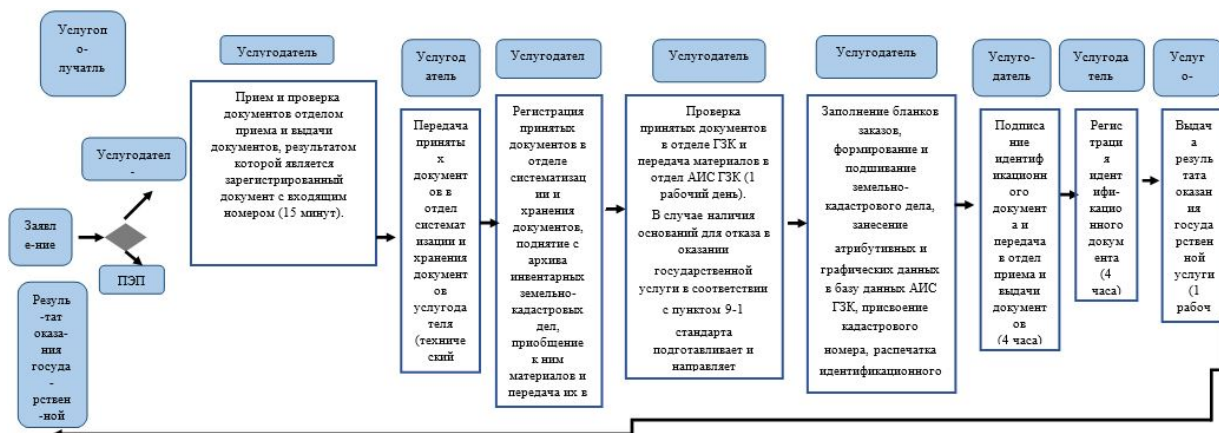 Услугоп
о-
лучатль
Услугодатель
Услугод
атель
Услугодател
Услугодатель
Услугодатель
Услуго-
датель
Услугода
тель
Услуг
о-
Прием и проверка
документов отделом
приема и выдачи
документов, результатом
которой является
зарегистрированный
документ с входящим
номером (15 минут).
Передача
приняты
х
документ
ов в
отдел
системат
изации и
хранения
документ
ов
услугода
теля
(техниче
ский
Регистрация
принятых
документов в
отделе
систематизац
ии и
хранения
документов,
поднятие с
архива
инвентарных
земельно-
кадастровых
дел,
приобщение
к ним
материалов и
передача их в
Проверка
принятых документов
в отделе ГЗК и
передача материалов в
отдел АИС ГЗК (1
рабочий день).
В случае наличия
оснований для отказа в
оказании
государственной
услуги в соответствии
с пунктом 9-1
стандарта
подготавливает и
направляет
Заполнение бланков
заказов,
формирование и
подшивание
земельно-
кадастрового дела,
занесение
атрибутивных и
графических данных
в базу данных АИС
ГЗК, присвоение
кадастрового
номера, распечатка
идентификационного
Подписа
ние
идентиф
икационн
ого
документ
а и
передача
в отдел
приема и
выдачи
документ
ов
(4 часа)
Регис
траци
я
идент
ифи-
кацио
нного
докум
ента
(4
часа)
Выдач
а
резуль
тата
оказан
ия
госуда
рствен
ной
услуги
(1
рабоч
Услугодател
-
Заявл
е-ние
ПЭП
Резуль
-тат
оказа-
ния
госуда
-
рствен
-ной